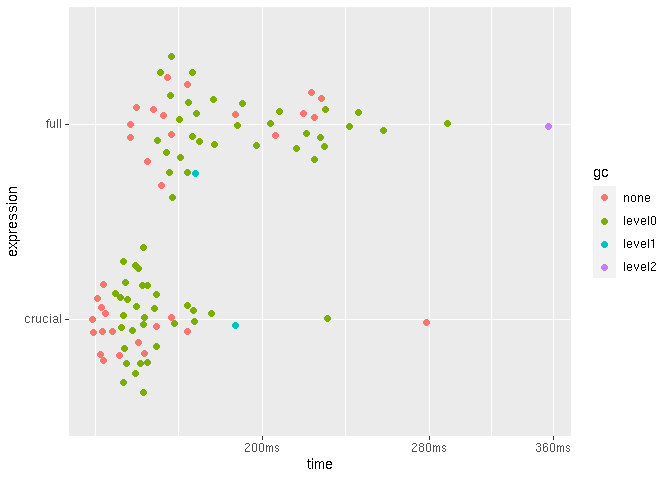 full
crucial
expression
200ms
280ms
360ms
time
gc
none
level0
level1
level2